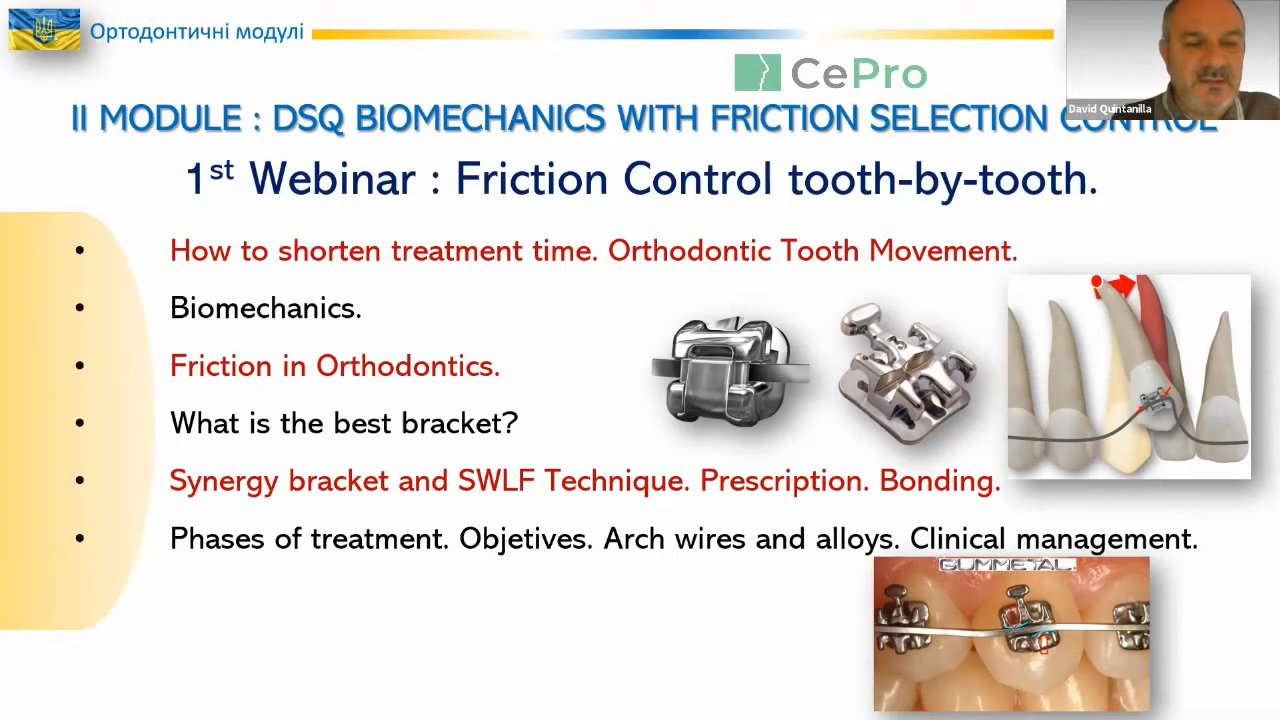 Ортодонтичні модулі
CePro
David Quintanilla
II MODULE : DSQ BIOMECHANICS WITH FRICTION SELECTION CONTROL
1st Webinar : Friction Control tooth-by-tooth.
• How to shorten treatment time. Orthodontic Tooth Movement.
• Biomechanics.
• Friction in Orthodontics.
• What is the best bracket?
• Synergy bracket and SWLF Technique. Prescription. Bonding.
• Phases of treatment. Objetives. Arch wires and alloys. Clinical management.
GUMMETAL.